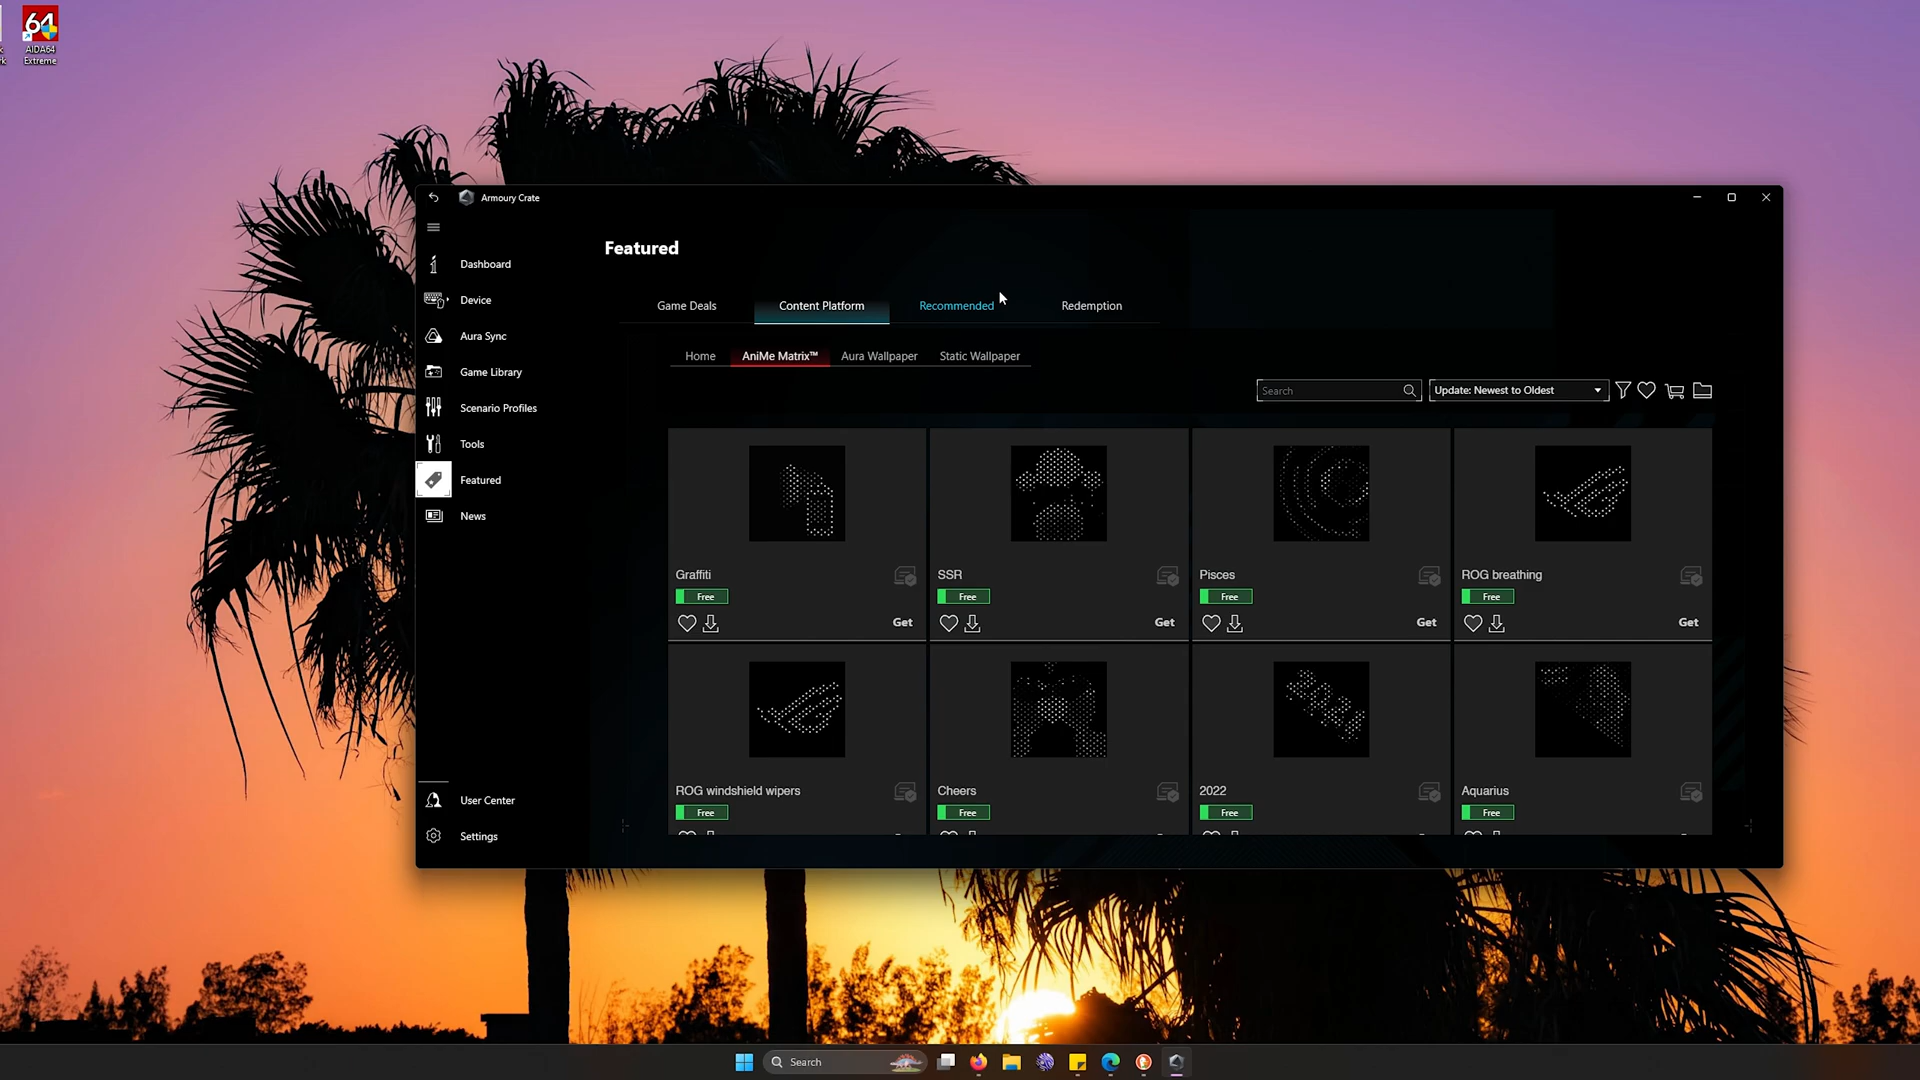 64
AIDA64
Extreme
Armoury Crate
Featured
Dashboard
Device
Aura Sync
Game Library
Scenario Profiles
Tools
Featured
News
User Center
Settings
Game Deals
Content Platform
Recommended
Redemption
Home
AniMe Matrix™
Aura Wallpaper
Static Wallpaper
Search
Update: Newest to Oldest
Graffiti
Free
Get
SSR
Free
Get
Pisces
Free
Get
ROG breathing
Free
Get
ROG windshield wipers
Free
Cheers
Free
2022
Free
Aquarius
Free
Search